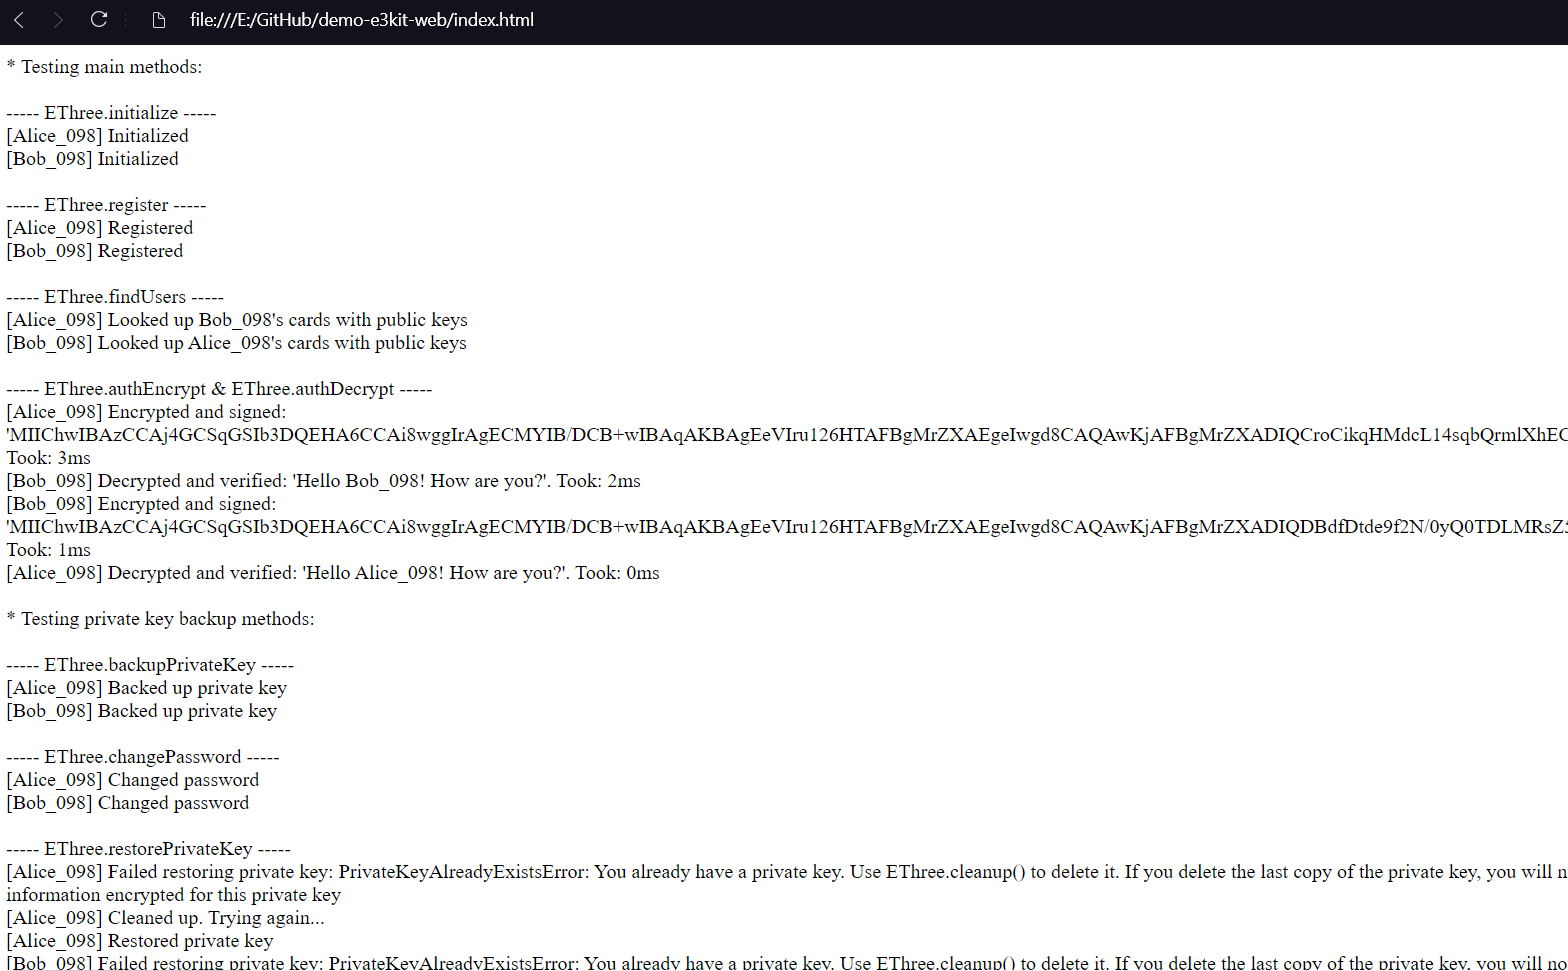 file:///E:/GitHub/demo-e3kit-web/index.html
* Testing main methods:
----- EThree.initialize -----
[Alice_098] Initialized
[Bob_098] Initialized
----- EThree.register -----
[Alice_098] Registered
[Bob_098] Registered
----- EThree.findUsers -----
[Alice_098] Looked up Bob_098's cards with public keys
[Bob_098] Looked up Alice_098's cards with public keys
----- EThree.authEncrypt & EThree.authDecrypt -----
[Alice_098] Encrypted and signed:
'MIIChwIBAzCCAj4GCSqGSIb3DQEHA6CCAi8wggIrAgECMYIB/DCB+wIBAqAKBAgEeVIru126HTAFBgMrZXAEgeIwgd8CAQAwKjAFBgMrZXADIQCroCikqHMdcL14sqbQrmlXhEC
Took: 3ms
[Bob_098] Decrypted and verified: 'Hello Bob_098! How are you?'. Took: 2ms
[Bob_098] Encrypted and signed:
'MIIChwIBAzCCAj4GCSqGSIb3DQEHA6CCAi8wggIrAgECMYIB/DCB+wIBAqAKBAgEeVIru126HTAFBgMrZXAEgeIwgd8CAQAwKjAFBgMrZXADIQDBdfDtde9f2N/0yQ0TDLMRsZ5
Took: 1ms
[Alice_098] Decrypted and verified: 'Hello Alice_098! How are you?'. Took: 0ms
* Testing private key backup methods:
----- EThree.backupPrivateKey -----
[Alice_098] Backed up private key
[Bob_098] Backed up private key
----- EThree.changePassword -----
[Alice_098] Changed password
[Bob_098] Changed password
----- EThree.restorePrivateKey -----
[Alice_098] Failed restoring private key: PrivateKeyAlreadyExistsError: You already have a private key. Use EThree.cleanup() to delete it. If you delete the last copy of the private key, you will n
information encrypted for this private key
[Alice_098] Cleaned up. Trying again...
[Alice_098] Restored private key
[Bob_098] Failed restoring private key: PrivateKeyAlreadyExistsError: You already have a private key. Use EThree.cleanup() to delete it. If you delete the last copy of the private key, you will no